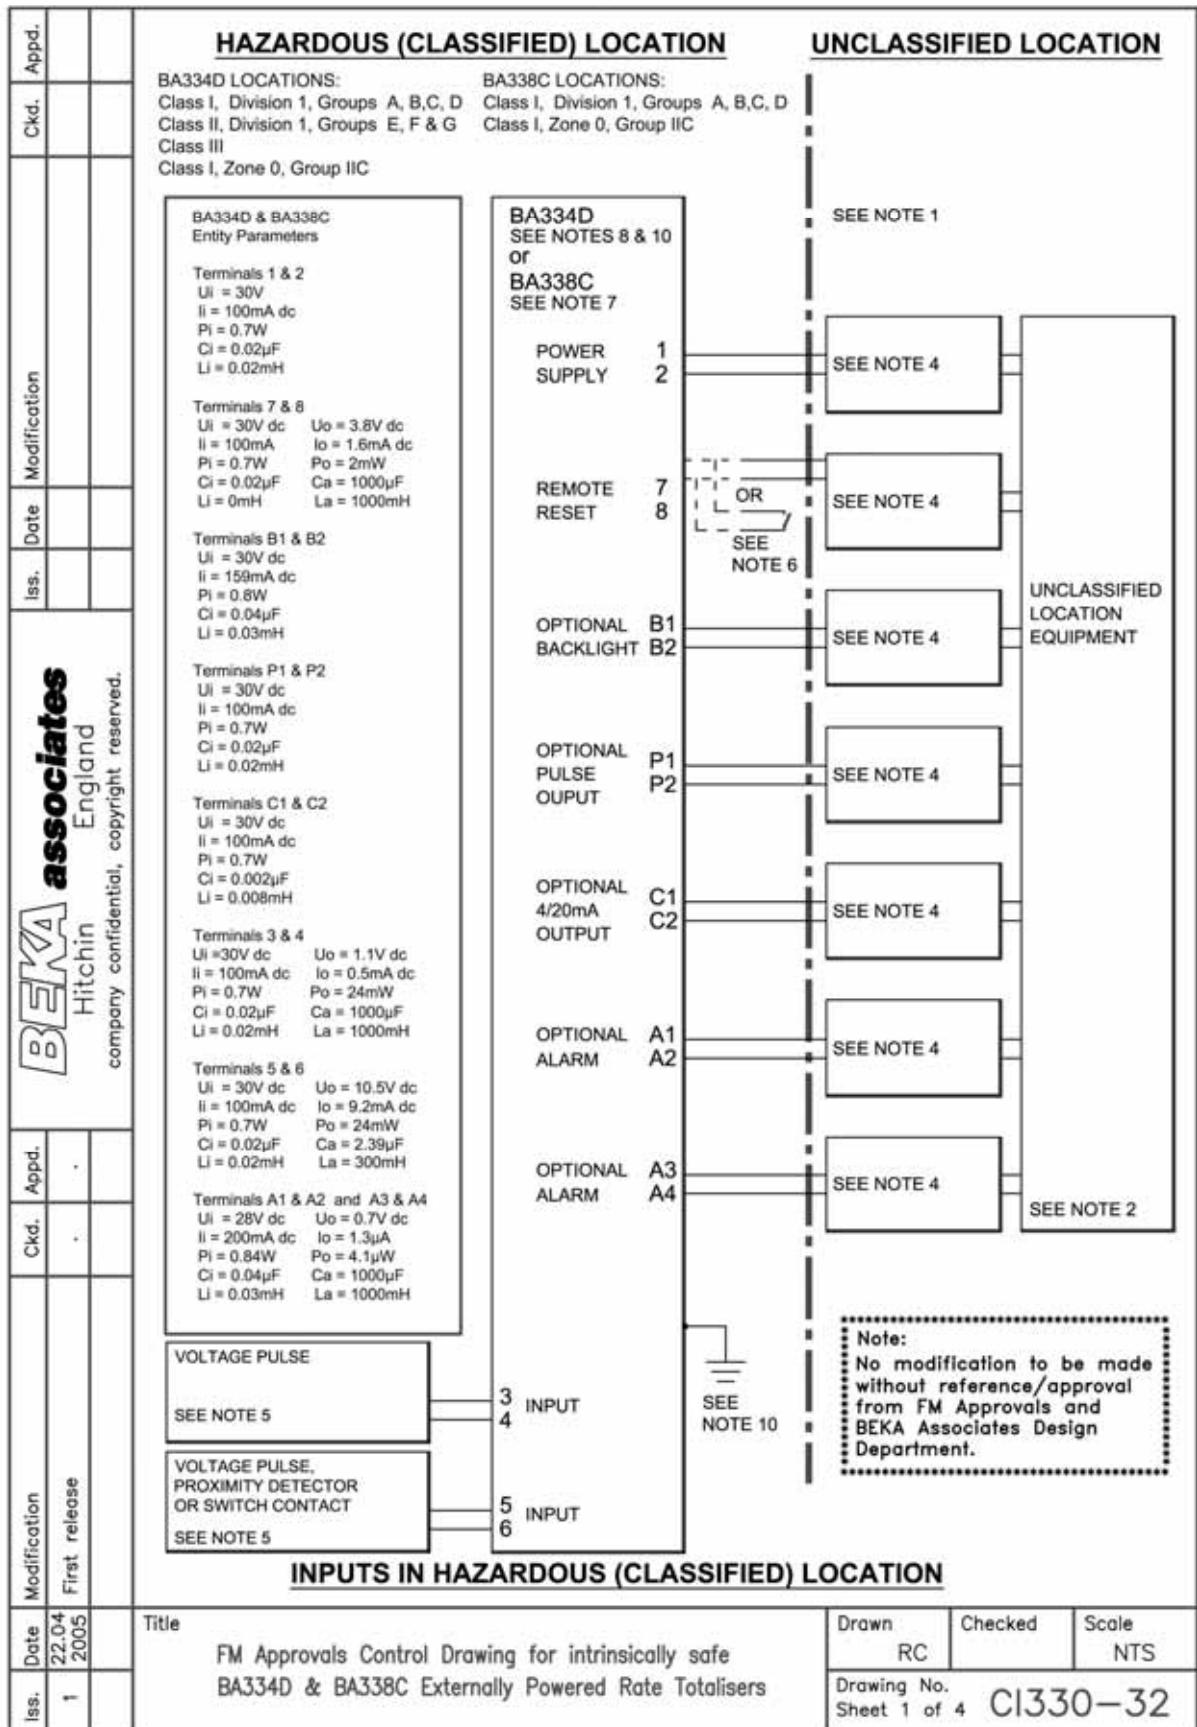 HAZARDOUS (CLASSIFIED) LOCATION
UNCLASSIFIED LOCATION
BA334D LOCATIONS:
Class I, Division 1, Groups A, B,C, D
Class II, Division 1, Groups E, F & G
Class III
Class I, Zone 0, Group IIC
BA338C LOCATIONS:
Class I, Division 1, Groups A, B,C, D
Class I, Zone 0, Group IIC
BA334D & BA338C
Entity Parameters
Terminals 1 & 2
Ui = 30V
Ii = 100mA dc
Pi = 0.7W
Ci = 0.02µF
Li = 0.02mH
Terminals 7 & 8
Ui = 30V dc Uo = 3.8V dc
Ii = 100mA Io = 1.6mA dc
Pi = 0.7W Po = 2mW
Ci = 0.02µF Ca = 1000µF
Li = 0mH La = 1000mH
Terminals B1 & B2
Ui = 30V dc
Ii = 159mA dc
Pi = 0.8W
Ci = 0.04µF
Li = 0.03mH
Terminals P1 & P2
Ui = 30V dc
Ii = 100mA dc
Pi = 0.7W
Ci = 0.02µF
Li = 0.02mH
Terminals C1 & C2
Ui = 30V dc
Ii = 100mA dc
Pi = 0.7W
Ci = 0.002µF
Li = 0.008mH
Terminals 3 & 4
Ui =30V dc Uo = 1.1V dc
Ii = 100mA dc Io = 0.5mA dc
Pi = 0.7W Po = 24mW
Ci = 0.02µF Ca = 1000µF
Li = 0.02mH La = 1000mH
Terminals 5 & 6
Ui = 30V dc Uo = 10.5V dc
Ii = 100mA dc Io = 9.2mA dc
Pi = 0.7W Po = 24mW
Ci = 0.02µF Ca = 2.39µF
Li = 0.02mH La = 300mH
Terminals A1 & A2 and A3 & A4
Ui = 28V dc Uo = 0.7V dc
Ii = 200mA dc Io = 1.3µA
Pi = 0.84W Po = 4.1µW
Ci = 0.04µF Ca = 1000µF
Li = 0.03mH La = 1000mH
BA334D
SEE NOTES 8 & 10
or
BA338C
SEE NOTE 7
POWER 1
SUPPLY 2
REMOTE 7
RESET 8
OR
SEE
NOTE 6
OPTIONAL B1
BACKLIGHT B2
OPTIONAL P1
PULSE P2
OUPUT
OPTIONAL C1
4/20mA C2
OUTPUT
OPTIONAL A1
ALARM A2
OPTIONAL A3
ALARM A4
SEE NOTE 1
SEE NOTE 4
SEE NOTE 4
SEE NOTE 4
SEE NOTE 4
SEE NOTE 4
SEE NOTE 4
SEE NOTE 4
UNCLASSIFIED
LOCATION
EQUIPMENT
SEE NOTE 2
VOLTAGE PULSE
SEE NOTE 5
3
4
INPUT
VOLTAGE PULSE,
PROXIMITY DETECTOR
OR SWITCH CONTACT
SEE NOTE 5
5
6
INPUT
SEE
NOTE 10
Note:
No modification to be made
without reference/approval
from FM Approvals and
BEKA Associates Design
Department.
INPUTS IN HAZARDOUS (CLASSIFIED) LOCATION
Title
FM Approvals Control Drawing for intrinsically safe
BA334D & BA338C Externally Powered Rate Totalisers
Drawn
RC
Checked
Scale
NTS
Drawing No.
Sheet 1 of 4
CI330-32
Iss. Date Modification Ckd. Appd.
1 22.04 2005 First release . .
BEKA associates
Hitchin England
company confidential, copyright reserved.
Iss. Date Modification Ckd. Appd.